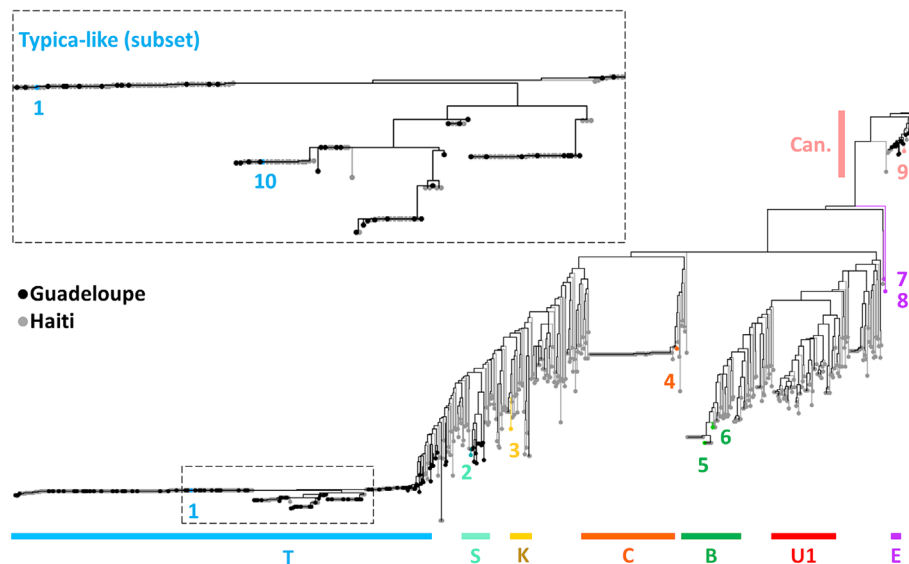 Typica-like (subset)
1
10
Can.
9
Guadeloupe
Haiti
7
8
4
6
5
3
2
1
T
S
K
C
B
U1
E